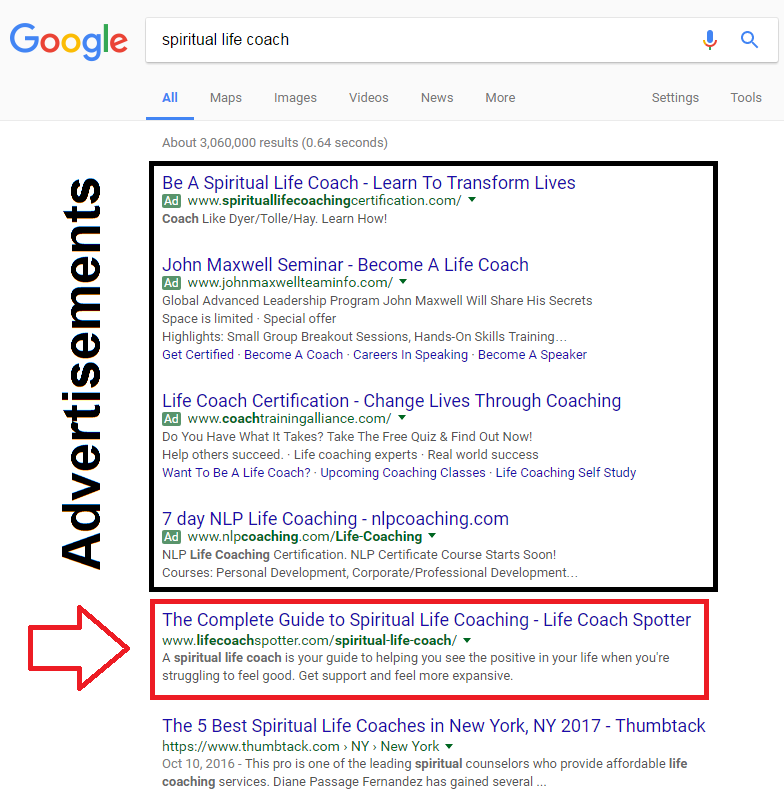 Google
spiritual life coach
All Maps Images Videos News More Settings Tools
About 3,060,000 results (0.64 seconds)
Advertisements
Be A Spiritual Life Coach - Learn To Transform Lives
Ad www.spirituallifecoachingcertification.com/
Coach Like Dyer/Tolle/Hay. Learn How!
John Maxwell Seminar - Become A Life Coach
Ad www.johnmaxwellteaminfo.com/
Global Advanced Leadership Program John Maxwell Will Share His Secrets
Space is limited · Special offer
Highlights: Small Group Breakout Sessions, Hands-On Skills Training…
Get Certified · Become A Coach · Careers In Speaking · Become A Speaker
Life Coach Certification - Change Lives Through Coaching
Ad www.coachtrainingalliance.com/
Do You Have What It Takes? Take The Free Quiz & Find Out Now!
Help others succeed. · Life coaching experts · Real world success
Want To Be A Life Coach? · Upcoming Coaching Classes · Life Coaching Self Study
7 day NLP Life Coaching - nlpcoaching.com
Ad www.nlpcoaching.com/Life-Coaching
NLP Life Coaching Certification. NLP Certificate Course Starts Soon!
Courses: Personal Development, Corporate/Professional Development…
The Complete Guide to Spiritual Life Coaching - Life Coach Spotter
www.lifecoachspotter.com/spiritual-life-coach/
A spiritual life coach is your guide to helping you see the positive in your life when you're
struggling to feel good. Get support and feel more expansive.
The 5 Best Spiritual Life Coaches in New York, NY 2017 - Thumbtack
https://www.thumbtack.com › NY › New York
Oct 10, 2016 - This pro is one of the leading spiritual counselors who provide affordable life
coaching services. Diane Passage Fernandez has gained several ...